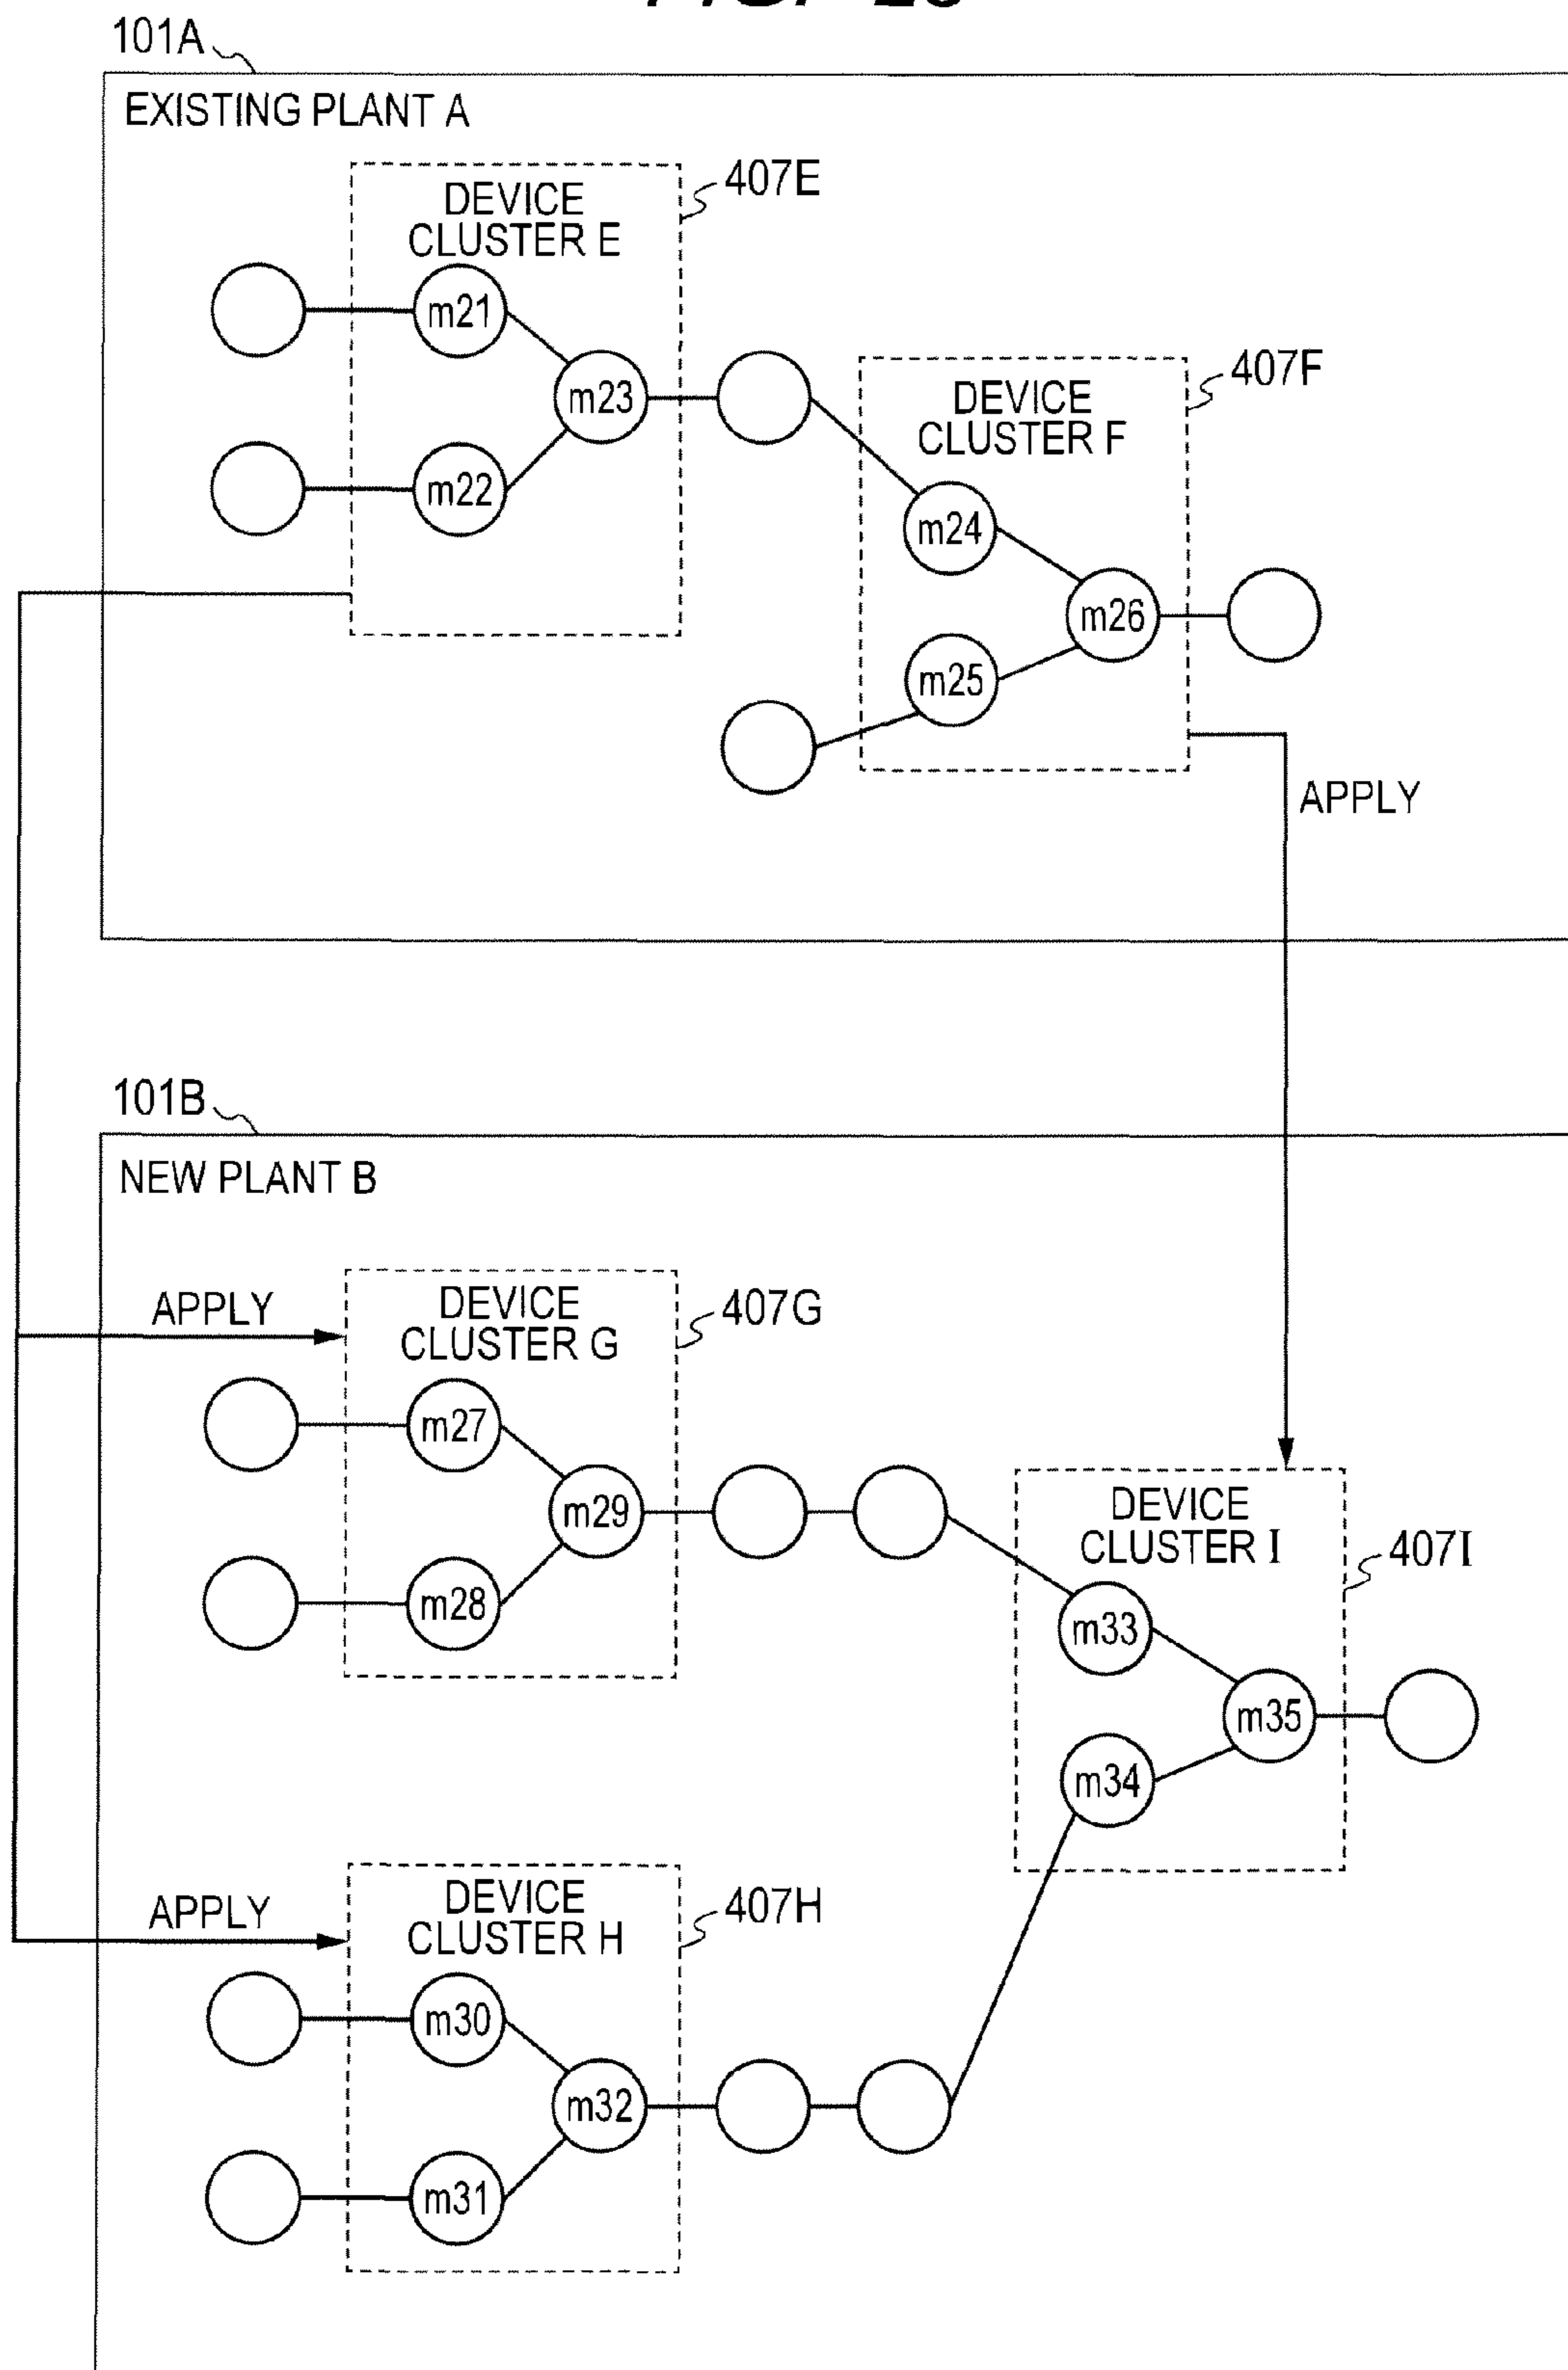 101A
EXISTING PLANT A
DEVICE
CLUSTER E
407E
m21
m23
m22
DEVICE
CLUSTER F
407F
m24
m26
m25
APPLY
101B
NEW PLANT B
APPLY
DEVICE
CLUSTER G
407G
m27
m29
m28
DEVICE
CLUSTER I
407I
m33
m35
m34
APPLY
DEVICE
CLUSTER H
407H
m30
m32
m31